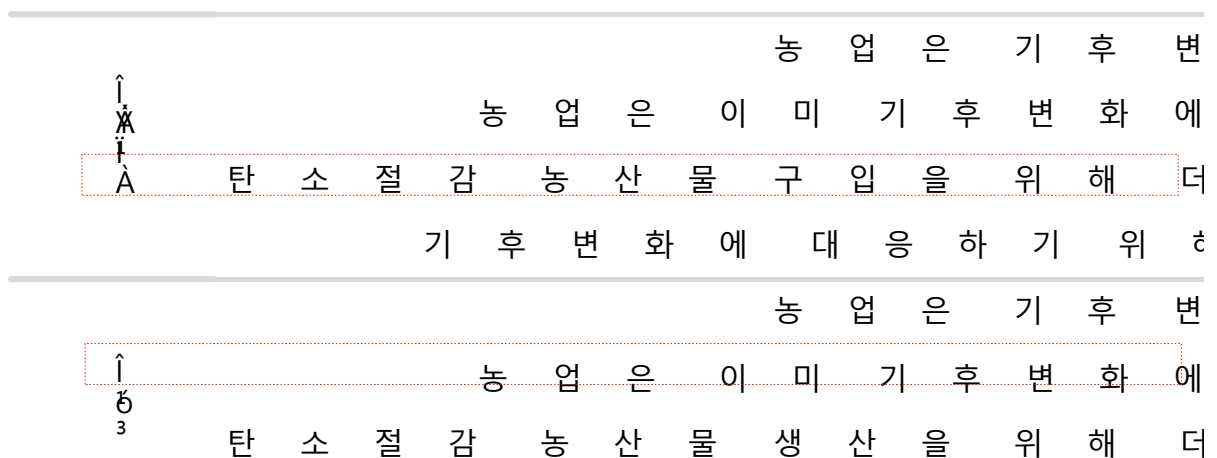 농업은 기후변
농업은 이미 기후변화에
탄소절감 농산물 구입을 위해 더
기후변화에 대응하기 위
농업은 기후변
농업은 이미 기후변화에
탄소절감 농산물 생산을 위해 더